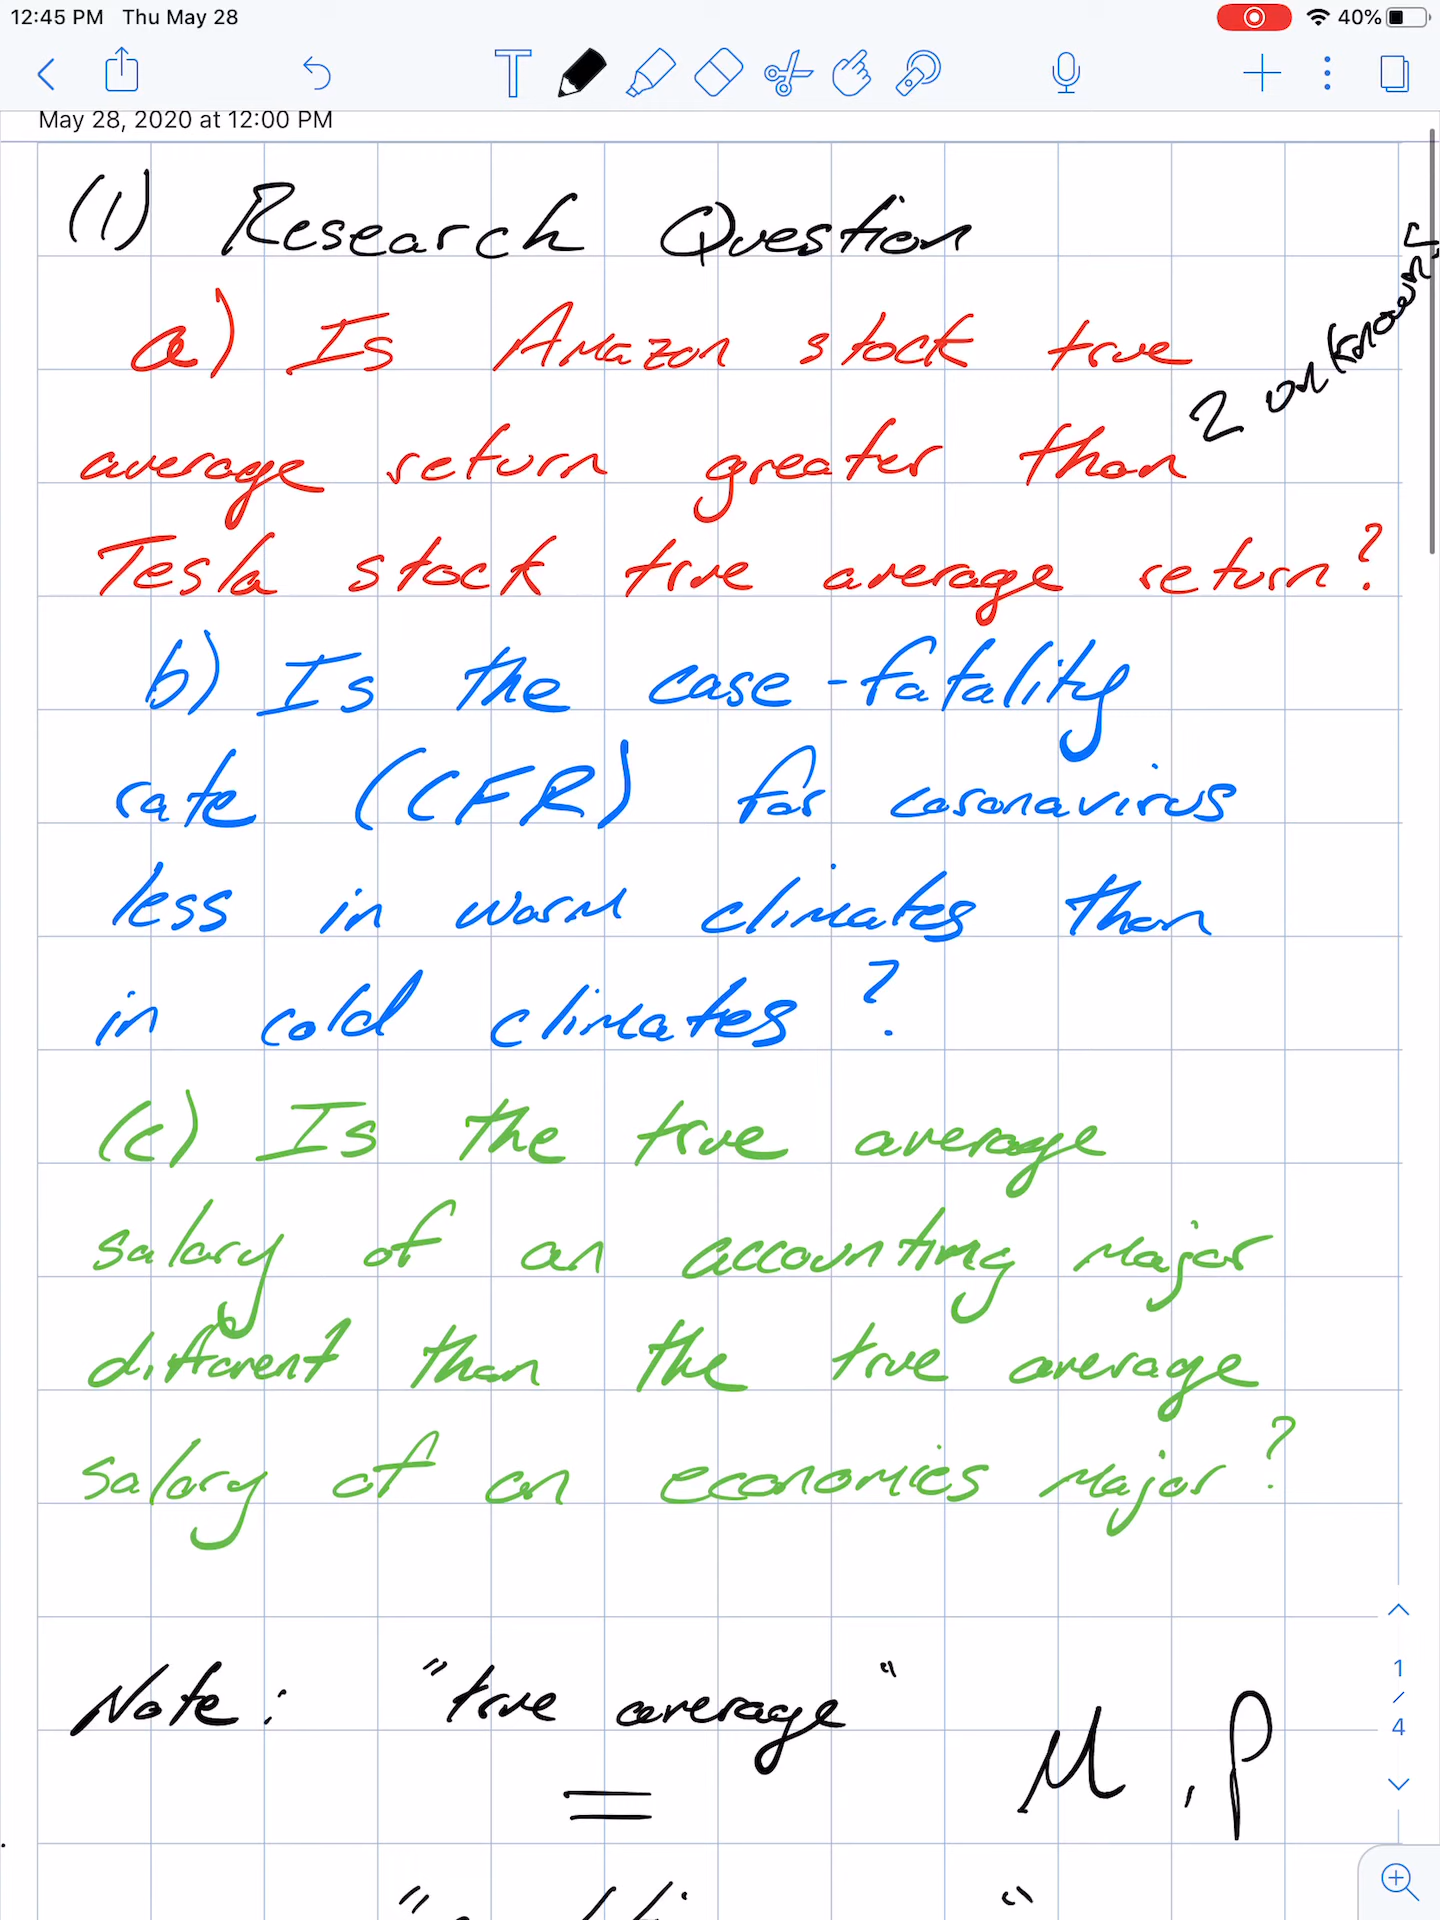 12:45 PM Thu May 28
40%
May 28, 2020 at 12:00 PM
(1) Research Question
a) Is Amazon stock true
average return greater than
2 unknowns
Tesla stock true average return?
b) Is the case-fatality
rate (CFR) for coronavirus
less in warm climates than
in cold climates?
(c) Is the true average
salary of an accounting major
different than the true average
salary of an economics major?
Note: "true average" μ, p
=
1
/
4